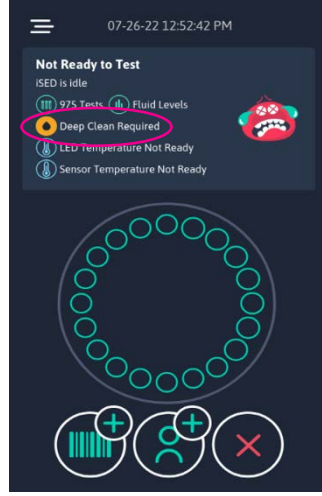 07-26-22 12:52:42 PM
Not Ready to Test
iSED is idle
975 Tests Fluid Levels
Deep Clean Required
LED Temperature Not Ready
Sensor Temperature Not Ready